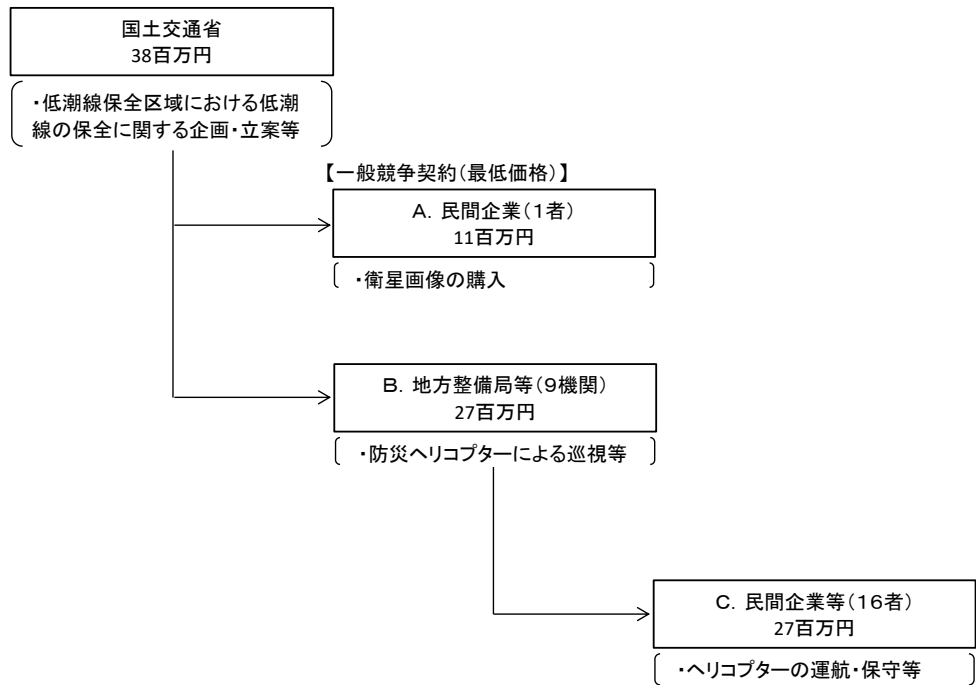 国土交通省
38百万円
・低潮線保全区域における低潮
線の保全に関する企画・立案等
【一般競争契約(最低価格)】
A. 民間企業(1者)
11百万円
・衛星画像の購入
B. 地方整備局等(9機関)
27百万円
・防災ヘリコプターによる巡視等
C. 民間企業等(16者)
27百万円
・ヘリコプターの運航・保守等